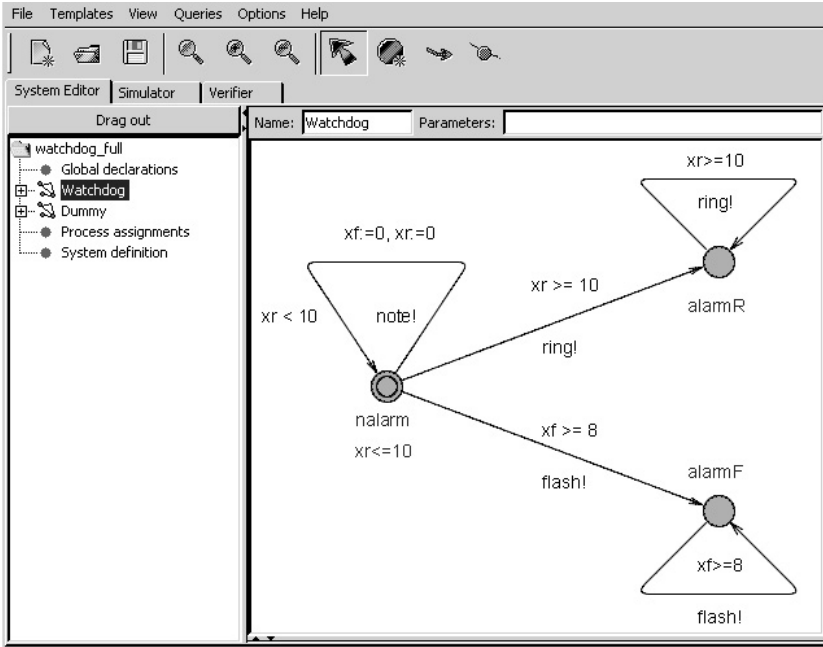 File Templates View Queries Options Help
System Editor Simulator Verifier
Drag out
Name: Watchdog Parameters:
watchdog_full
Global declarations
Watchdog
Dummy
Process assignments
System definition
xr>=10
ring!
alarmR
xf:=0, xr:=0
xr < 10
note!
xr >= 10
ring!
nalarm
xr<=10
xf >= 8
flash!
alarmF
xf>=8
flash!